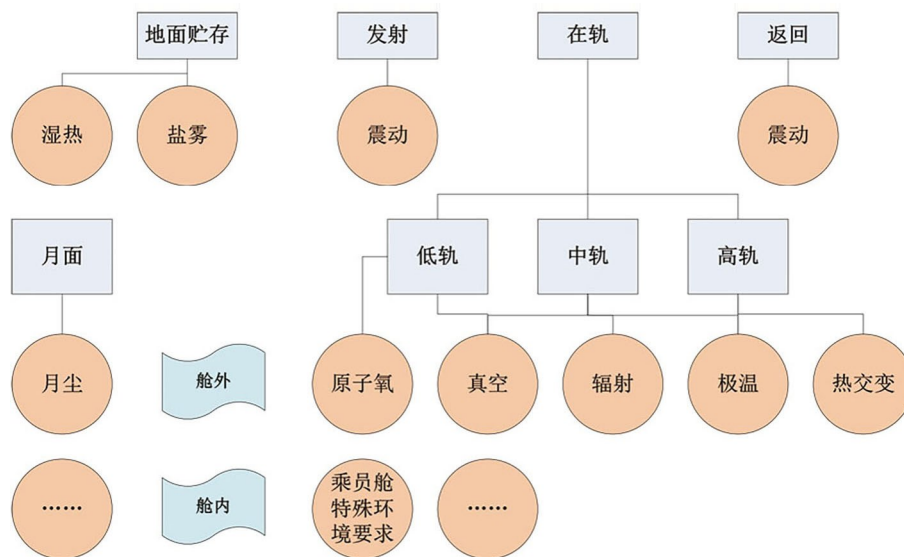 地面贮存
发射
在轨
返回
湿热
盐雾
震动
震动
月面
低轨
中轨
高轨
月尘
舱外
原子氧
真空
辐射
极温
热交变
……
舱内
乘员舱
特殊环
境要求
……